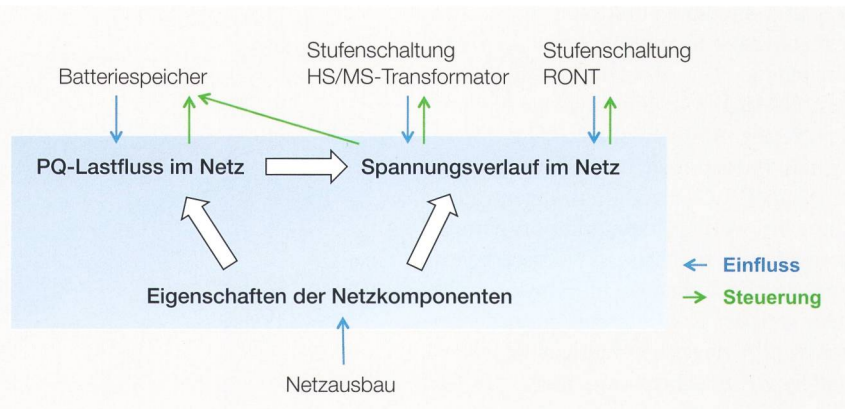 Batteriespeicher
Stufenschaltung
HS/MS-Transformator
Stufenschaltung
RONT
PQ-Lastfluss im Netz
Spannungsverlauf im Netz
Eigenschaften der Netzkomponenten
Einfluss
Steuerung
Netzausbau